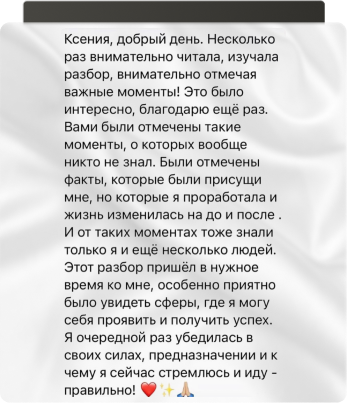 Ксения, добрый день. Несколько
раз внимательно читала, изучала
разбор, внимательно отмечая
важные моменты! Это было
интересно, благодарю ещё раз.
Вами были отмечены такие
моменты, о которых вообще
никто не знал. Были отмечены
факты, которые были присущи
мне, но которые я проработала и
жизнь изменилась на до и после .
И от таких моментах тоже знали
только я и ещё несколько людей.
Этот разбор пришёл в нужное
время ко мне, особенно приятно
было увидеть сферы, где я могу
себя проявить и получить успех.
Я очередной раз убедилась в
своих силах, предназначении и к
чему я сейчас стремлюсь и иду -
правильно! ❤️✨🙏🏼